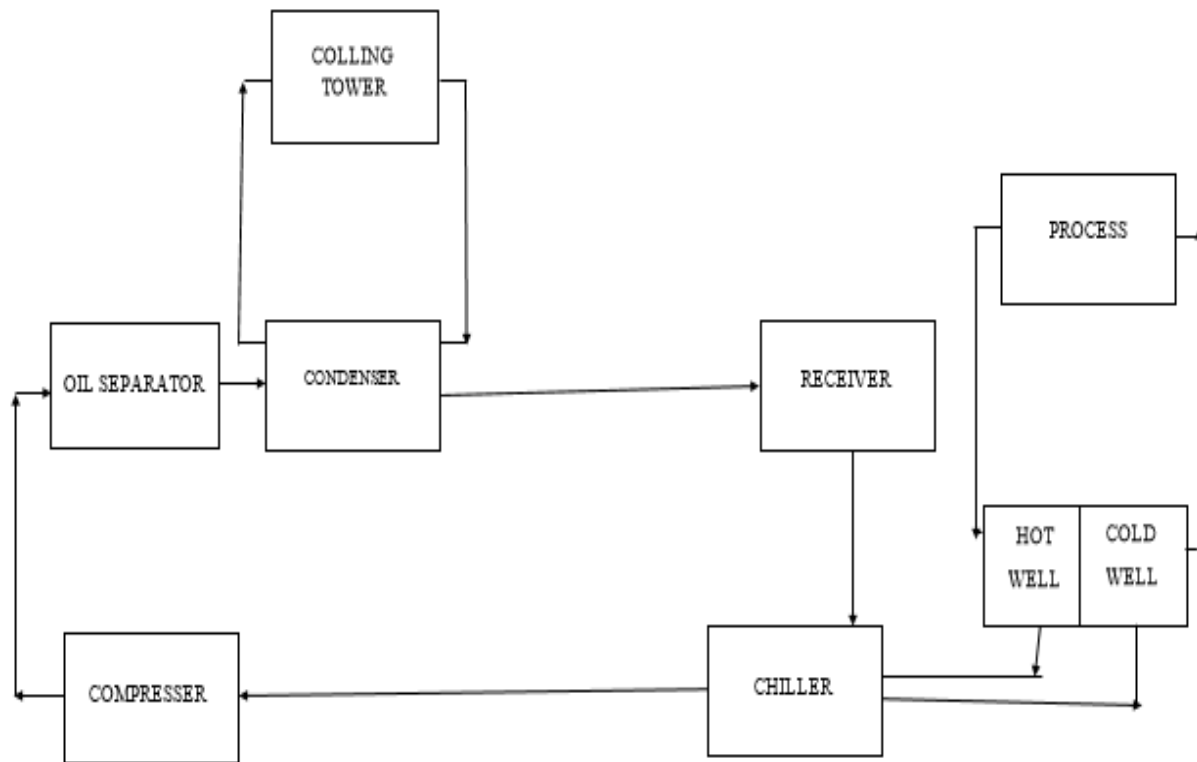 COLLING
TOWER
PROCESS
OIL SEPARATOR
CONDENSER
RECEIVER
HOT
WELL
COLD
WELL
COMPRESSER
CHILLER